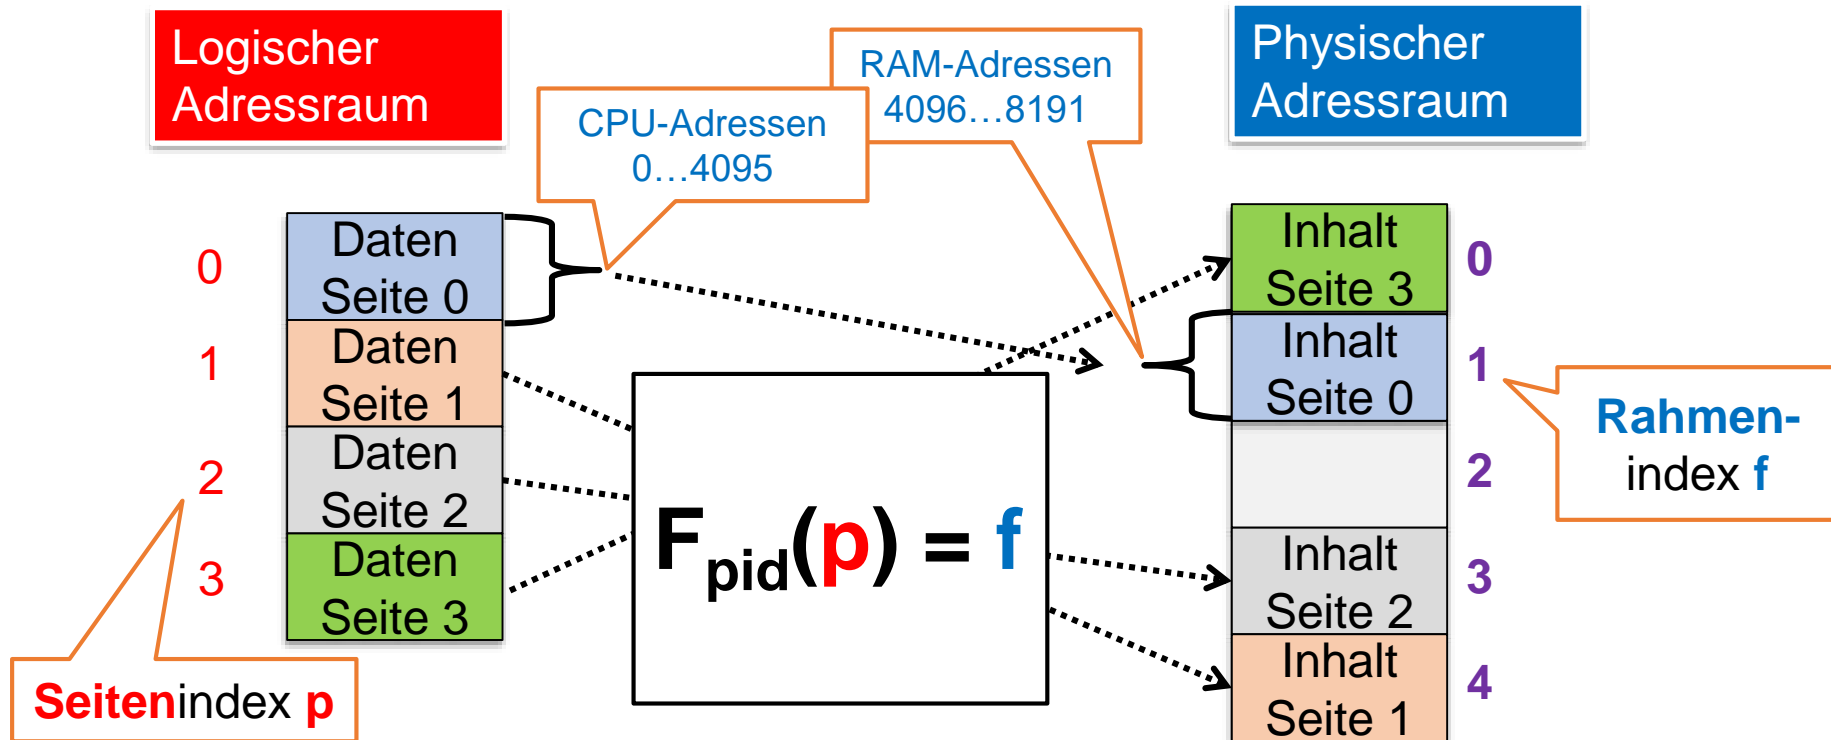 Logischer
Adressraum
CPU-Adressen
0…4095
RAM-Adressen
4096…8191
Physischer
Adressraum
0
Daten
Seite 0
1
Daten
Seite 1
2
Daten
Seite 2
3
Daten
Seite 3
Seitenindex p
F_pid(p) = f
Inhalt
Seite 3
0
Inhalt
Seite 0
1
2
Inhalt
Seite 2
3
Inhalt
Seite 1
4
Rahmen-
index f